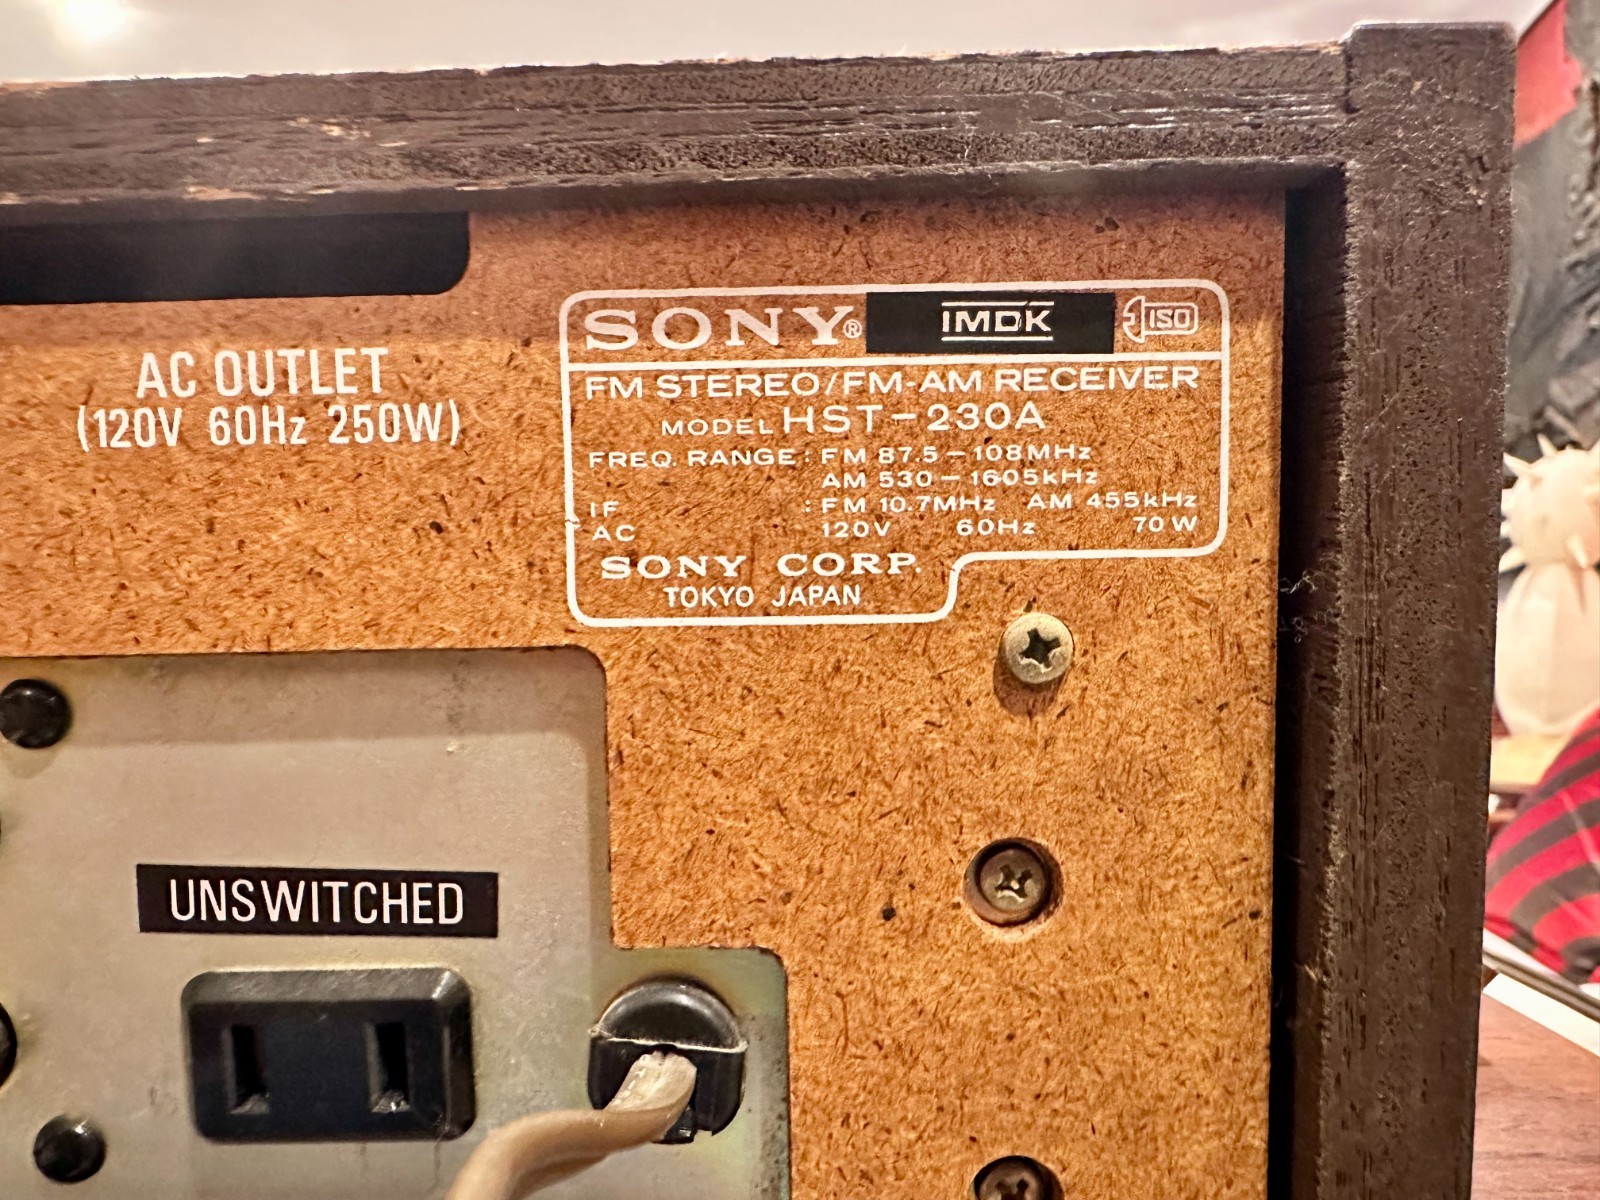 AC OUTLET
(120V 60Hz 250W)
SONY® IMDK ISO
FM STEREO/FM-AM RECEIVER
MODEL HST-230A
FREQ. RANGE : FM 87.5-108MHz
AM 530-1605kHz
IF : FM 10.7MHz AM 455kHz
AC 120V 60Hz 70W
SONY CORP.
TOKYO JAPAN
UNSWITCHED